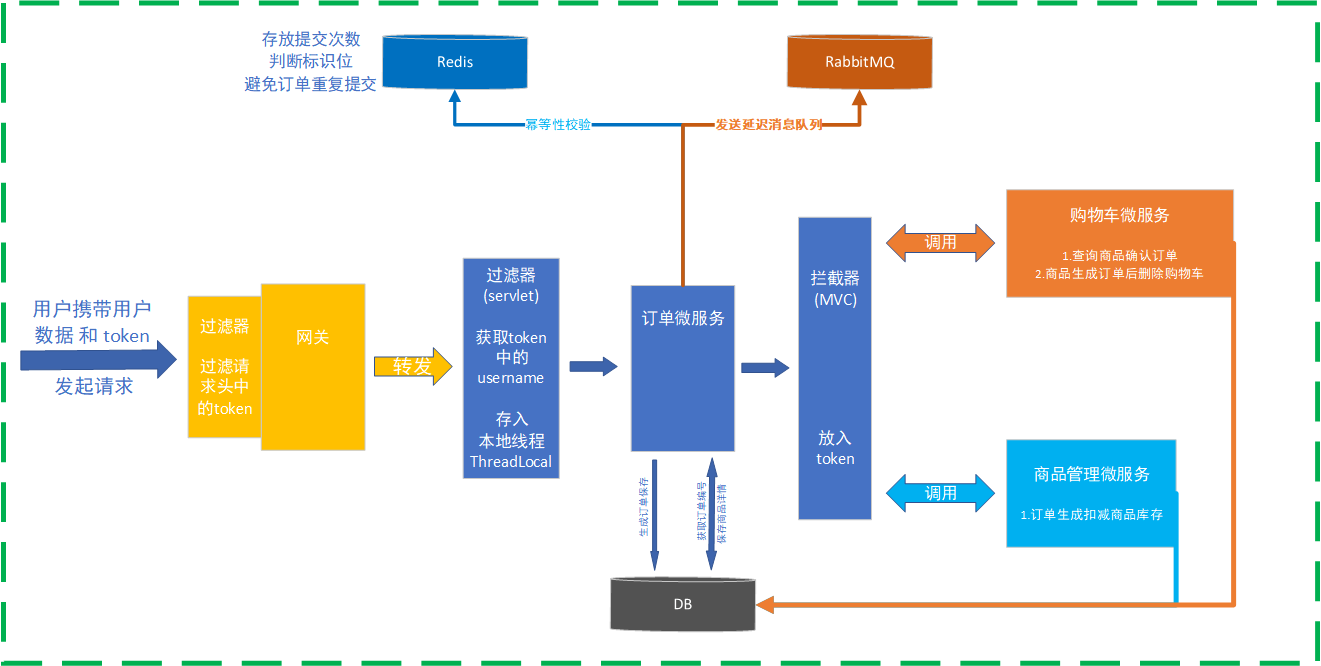 存放提交次数
判断标识位
避免订单重复提交
Redis
RabbitMQ
幂等性校验
发送延迟消息队列
用户携带用户
数据 和 token
发起请求
过滤器
过滤请
求头中
的token
网关
转发
过滤器
(servlet)
获取token
中的
username
存入
本地线程
ThreadLocal
订单微服务
拦截器
(MVC)
放入
token
调用
购物车微服务
1.查询商品确认订单
2.商品生成订单后删除购物车
调用
商品管理微服务
1.订单生成扣减商品库存
生成订单保存
获取订单编号
保存商品详情
DB